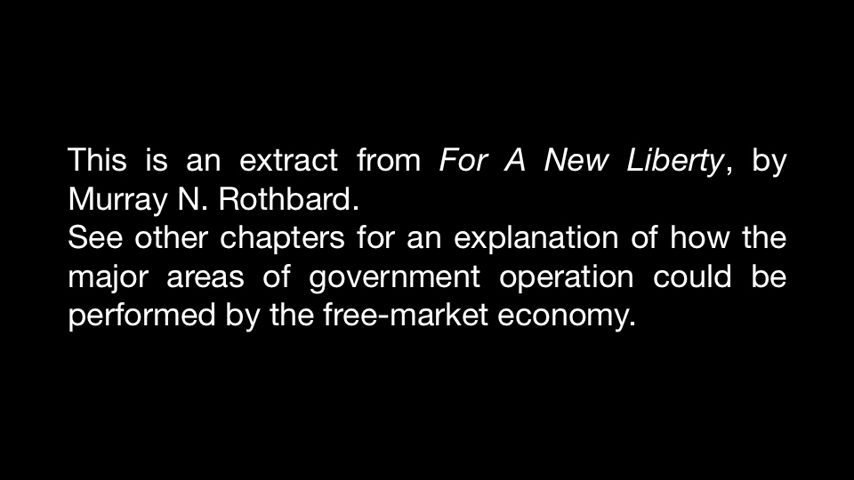 This is an extract from For A New Liberty, by
Murray N. Rothbard.
See other chapters for an explanation of how the
major areas of government operation could be
performed by the free-market economy.